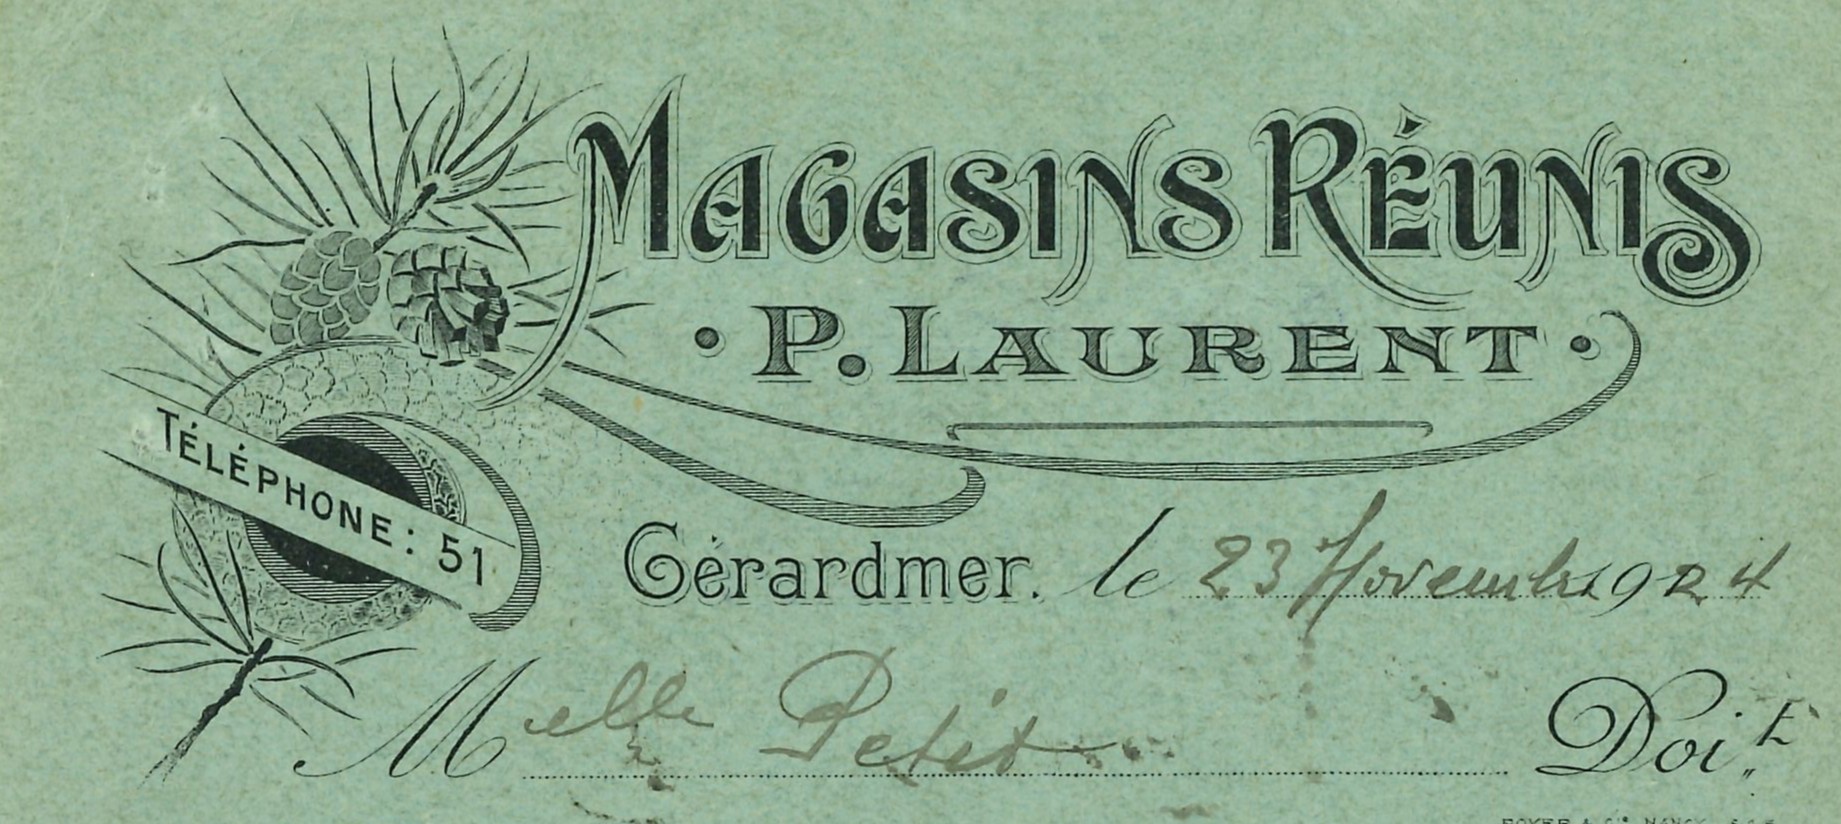 MAGASINS RÉUNIS
• P. LAURENT •
TÉLÉPHONE: 51
Gérardmer. le 23 Novembre 1924
Melle Petit Doit